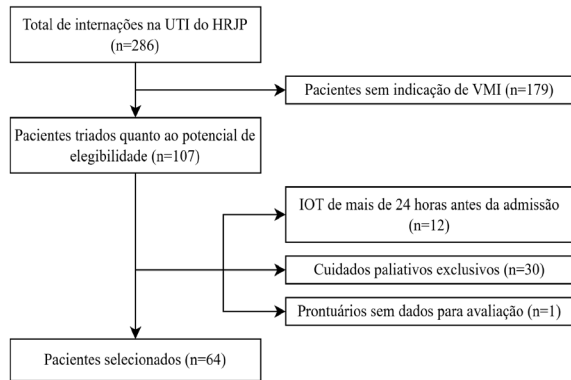 Total de internações na UTI do HRJP
(n=286)
Pacientes sem indicação de VMI (n=179)
Pacientes triados quanto ao potencial de
elegibilidade (n=107)
IOT de mais de 24 horas antes da admissão
(n=12)
Cuidados paliativos exclusivos (n=30)
Prontuários sem dados para avaliação (n=1)
Pacientes selecionados (n=64)